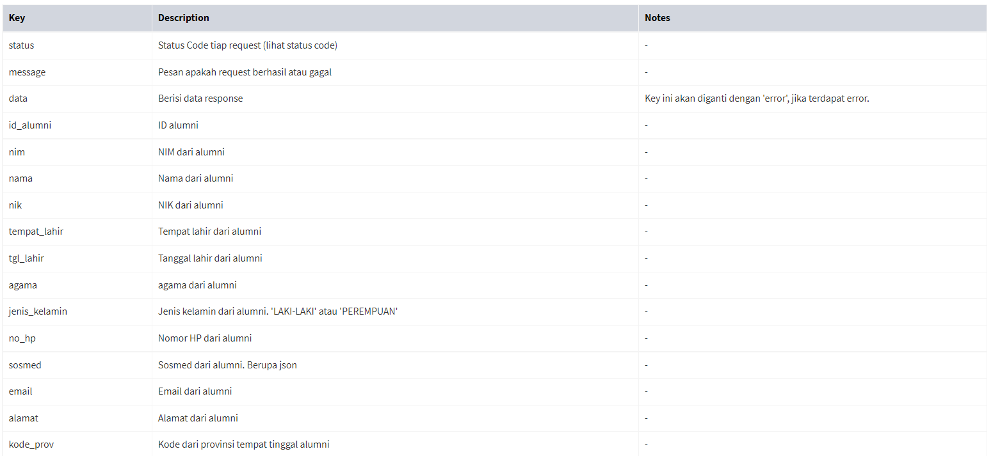 Key Description Notes
status Status Code tiap request (lihat status code) -
message Pesan apakah request berhasil atau gagal -
data Berisi data response Key ini akan diganti dengan 'error', jika terdapat error.
id_alumni ID alumni -
nim NIM dari alumni -
nama Nama dari alumni -
nik NIK dari alumni -
tempat_lahir Tempat lahir dari alumni -
tgl_lahir Tanggal lahir dari alumni -
agama agama dari alumni -
jenis_kelamin Jenis kelamin dari alumni. 'LAKI-LAKI' atau 'PEREMPUAN' -
no_hp Nomor HP dari alumni -
sosmed Sosmed dari alumni. Berupa json -
email Email dari alumni -
alamat Alamat dari alumni -
kode_prov Kode dari provinsi tempat tinggal alumni -